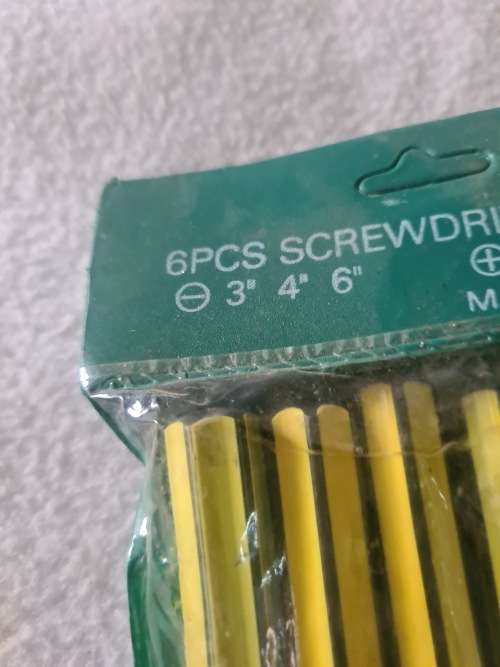 6PCS SCREWDRI
⊖ 3" 4" 6" ⊕
M